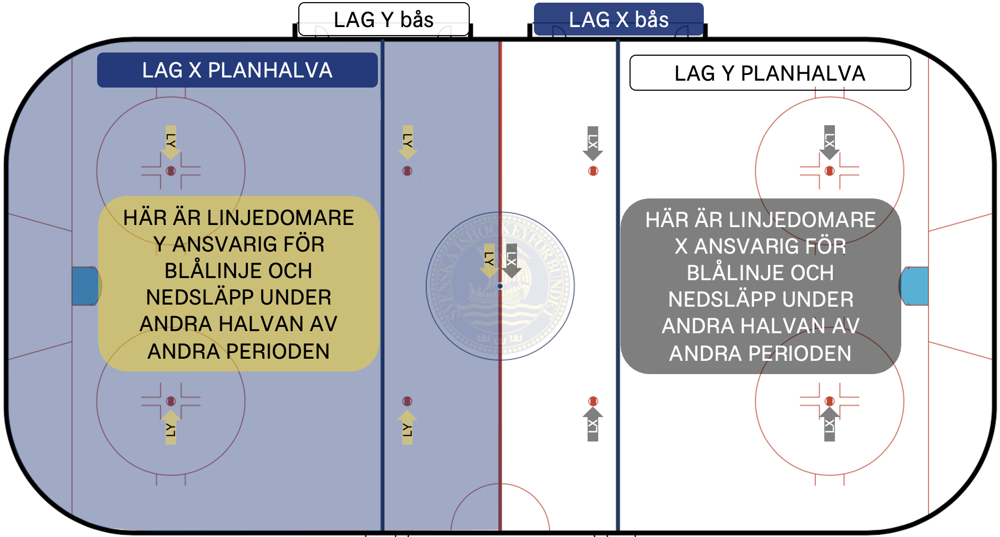 LAG Y bås
LAG X bås
LAG X PLANHALVA
LAG Y PLANHALVA
LY
LY
LX
LX
HÄR ÄR LINJEDOMARE
Y ANSVARIG FÖR
BLÅLINJE OCH
NEDSLÄPP UNDER
ANDRA HALVAN AV
ANDRA PERIODEN
SVENSKA ISHOCKEYFÖRBUNDET
LY
LX
HÄR ÄR LINJEDOMARE
X ANSVARIG FÖR
BLÅLINJE OCH
NEDSLÄPP UNDER
ANDRA HALVAN AV
ANDRA PERIODEN
LY
LY
LX
LX